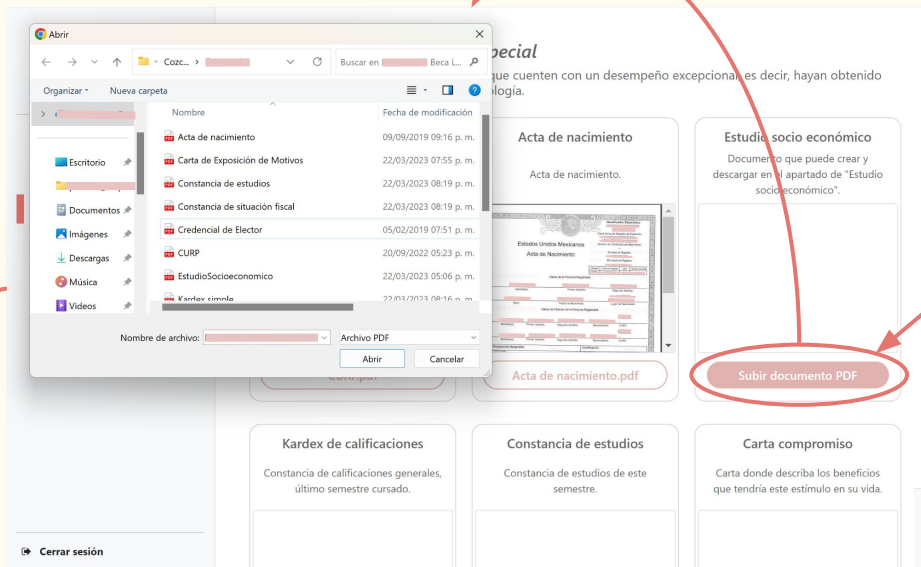 Abrir
Cozc...
Buscar en
Beca L...
Organizar
Nueva carpeta
Nombre
Fecha de modificación
Acta de nacimiento
09/09/2019 09:16 p. m.
Carta de Exposición de Motivos
22/03/2023 07:55 p. m.
Constancia de estudios
22/03/2023 08:19 p. m.
Constancia de situación fiscal
22/03/2023 08:19 p. m.
Credencial de Elector
05/02/2019 07:51 p. m.
CURP
20/09/2022 05:23 p. m.
EstudioSocioeconomico
22/03/2023 05:06 p. m.
Kardex simple
22/03/2023 08:16 p. m.
Escritorio
Documentos
Imágenes
Descargas
Música
Videos
Nombre de archivo:
Archivo PDF
Abrir
Cancelar
pecial
que cuenten con un desempeño excepcional es decir, hayan obtenido
ología.
Acta de nacimiento
Acta de nacimiento.
Estados Unidos Mexicanos
Acta de Nacimiento
Acta de nacimiento.pdf
Estudio socio económico
Documento que puede crear y
descargar en el apartado de "Estudio
socio económico".
Subir documento PDF
Kardex de calificaciones
Constancia de calificaciones generales,
último semestre cursado.
Constancia de estudios
Constancia de estudios de este
semestre.
Carta compromiso
Carta donde describa los beneficios
que tendría este estímulo en su vida.
Cerrar sesión